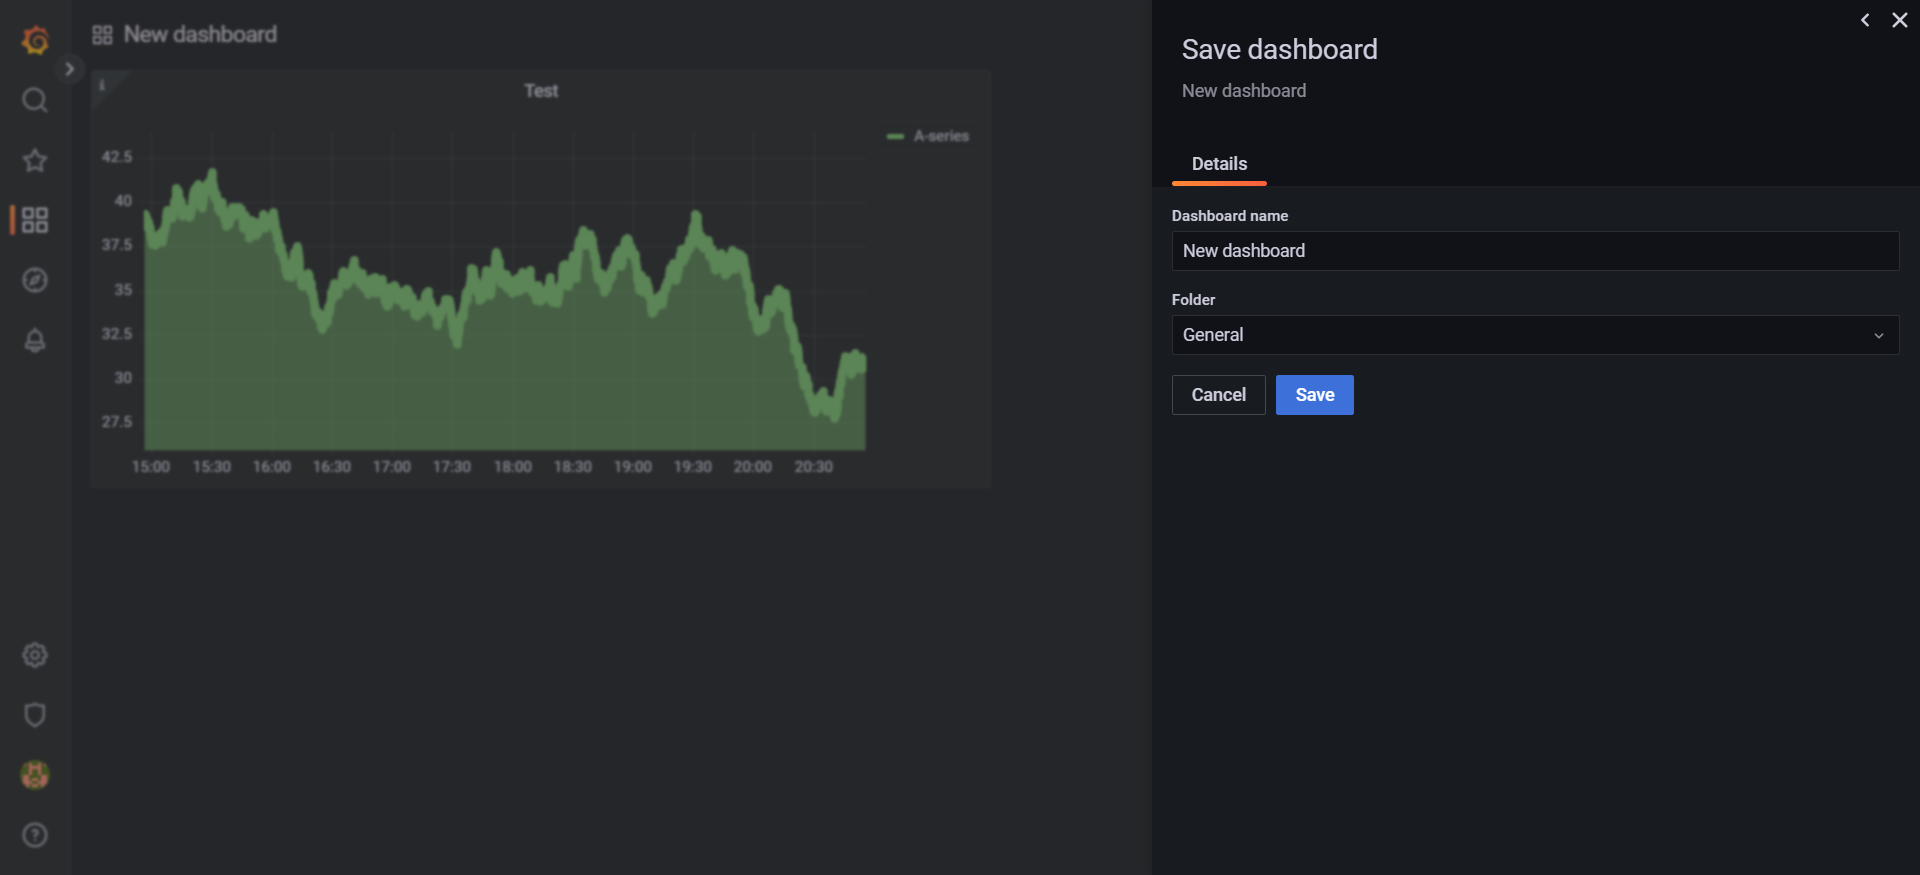 New dashboard
Test
A-series
42.5
40
37.5
35
32.5
30
27.5
15:00 15:30 16:00 16:30 17:00 17:30 18:00 18:30 19:00 19:30 20:00 20:30
Save dashboard
New dashboard
Details
Dashboard name
New dashboard
Folder
General
Cancel Save